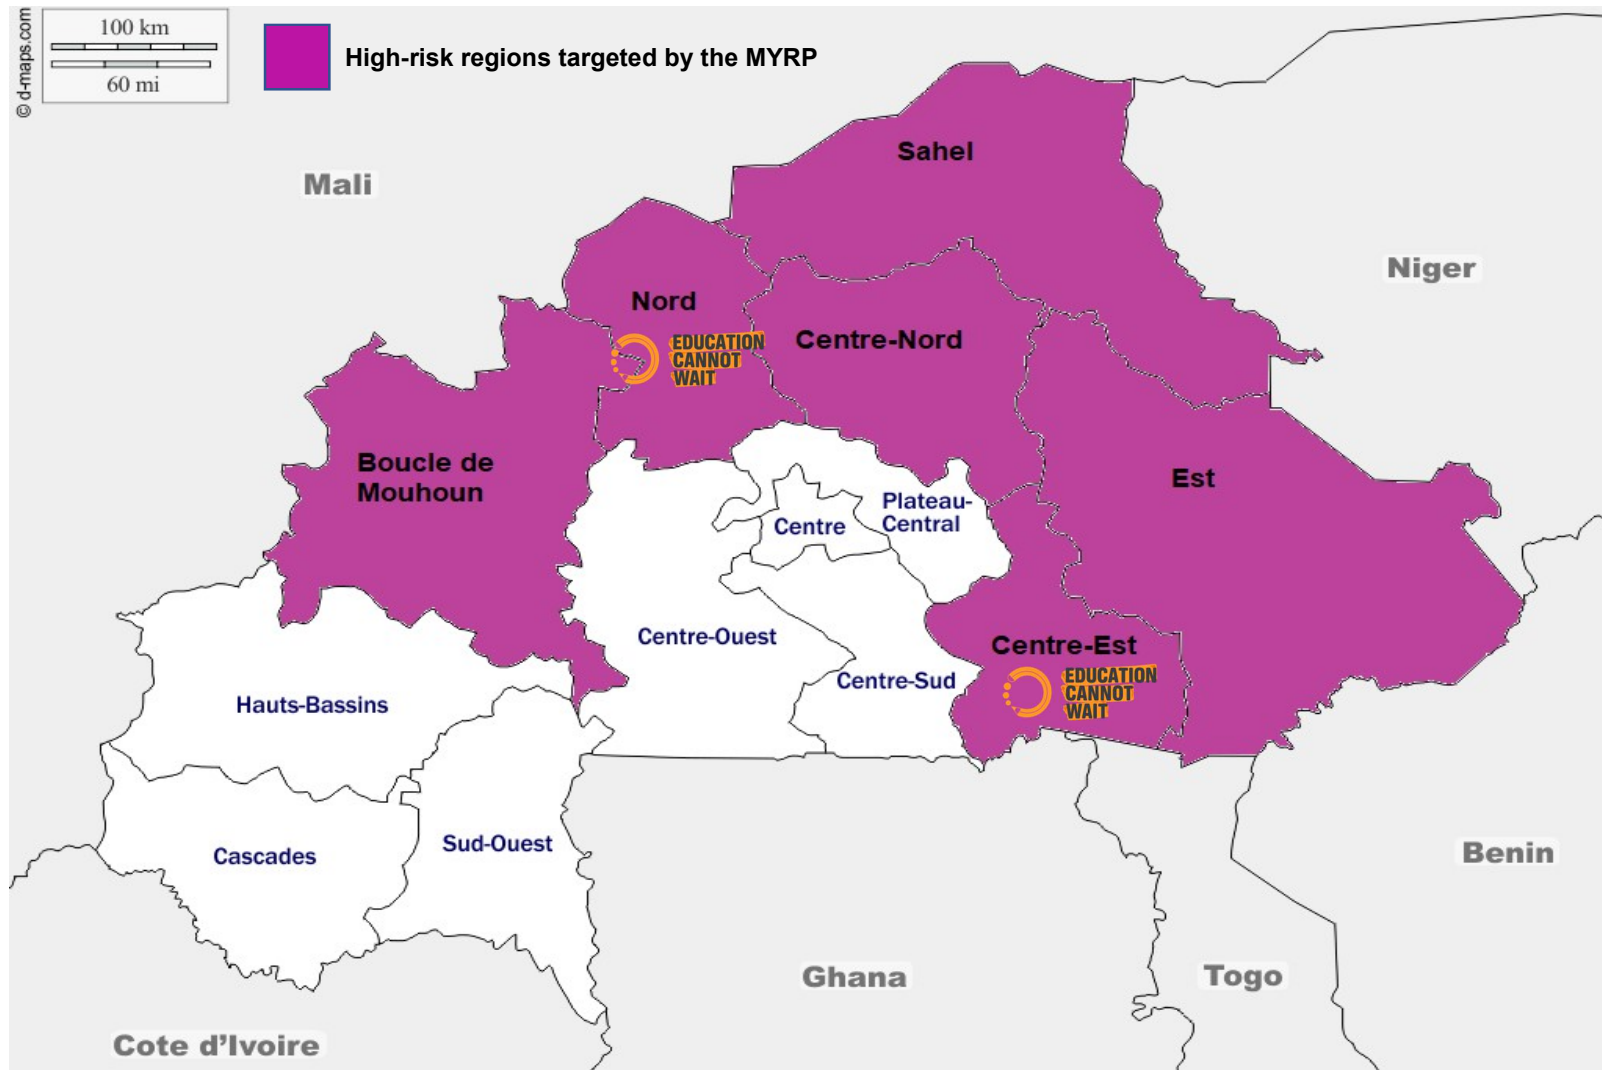 © d-maps.com
100 km
60 mi
High-risk regions targeted by the MYRP
Mali
Sahel
Niger
Nord
EDUCATION
CANNOT
WAIT
Centre-Nord
Boucle de
Mouhoun
Est
Plateau-
Central
Centre
Centre-Ouest
Centre-Est
EDUCATION
CANNOT
WAIT
Centre-Sud
Hauts-Bassins
Sud-Ouest
Cascades
Benin
Ghana
Togo
Cote d’Ivoire